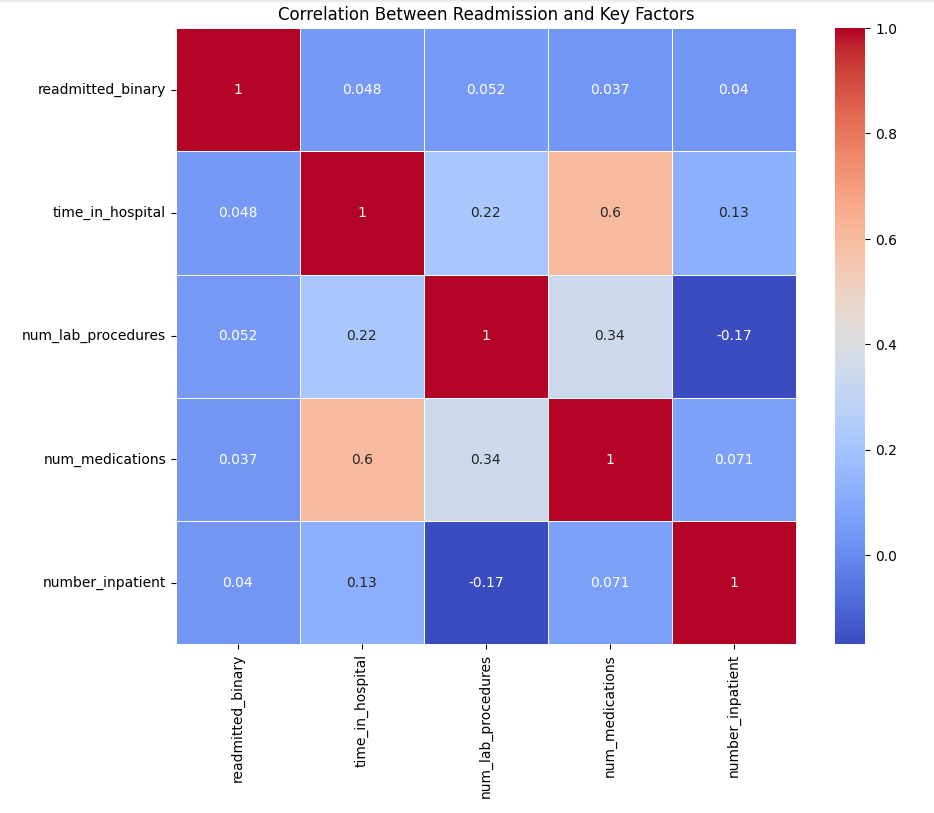 Correlation Between Readmission and Key Factors
readmitted_binary 1 0.048 0.052 0.037 0.04
time_in_hospital 0.048 1 0.22 0.6 0.13
num_lab_procedures 0.052 0.22 1 0.34 -0.17
num_medications 0.037 0.6 0.34 1 0.071
number_inpatient 0.04 0.13 -0.17 0.071 1
readmitted_binary
time_in_hospital
num_lab_procedures
num_medications
number_inpatient
1.0
0.8
0.6
0.4
0.2
0.0